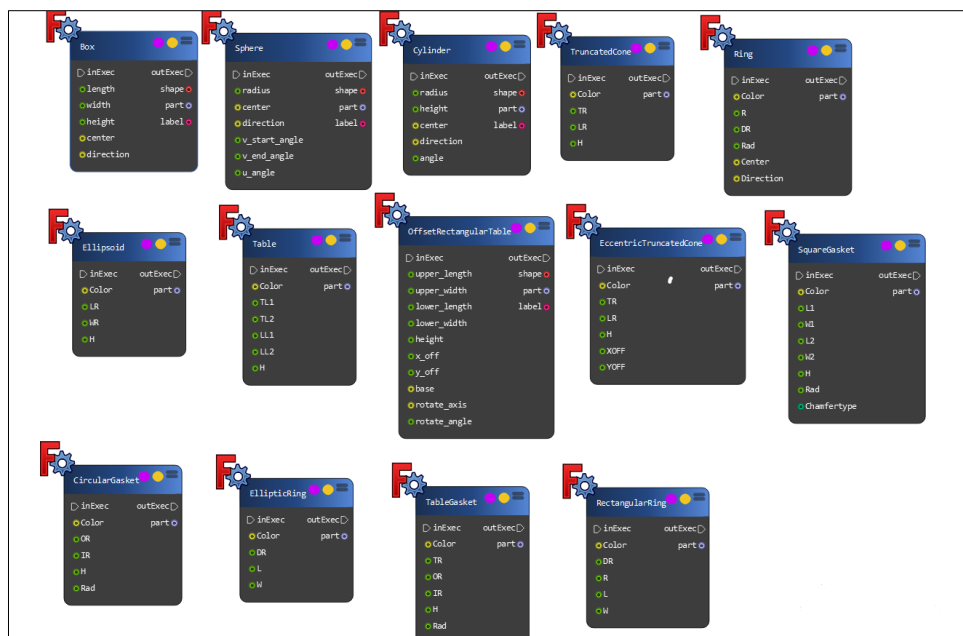 Box
inExec outExec
length shape
width part
height label
center
direction
Sphere
inExec outExec
radius shape
center part
direction label
v_start_angle
v_end_angle
u_angle
Cylinder
inExec outExec
radius shape
height part
center label
direction
angle
TruncatedCone
inExec outExec
Color part
TR
LR
H
Ring
inExec outExec
Color part
R
DR
Rad
Center
Direction
Ellipsoid
inExec outExec
Color part
LR
WR
H
Table
inExec outExec
Color part
TL1
TL2
LL1
LL2
H
OffsetRectangularTable
inExec outExec
upper_length shape
upper_width part
lower_length label
lower_width
height
x_off
y_off
base
rotate_axis
rotate_angle
EccentricTruncatedCone
inExec outExec
Color part
TR
LR
H
XOFF
YOFF
SquareGasket
inExec outExec
Color part
L1
W1
L2
W2
H
Rad
Chamfertype
CircularGasket
inExec outExec
Color part
OR
IR
H
Rad
EllipticRing
inExec outExec
Color part
DR
L
W
TableGasket
inExec outExec
Color part
TR
OR
IR
H
Rad
RectangularRing
inExec outExec
Color part
DR
R
L
W